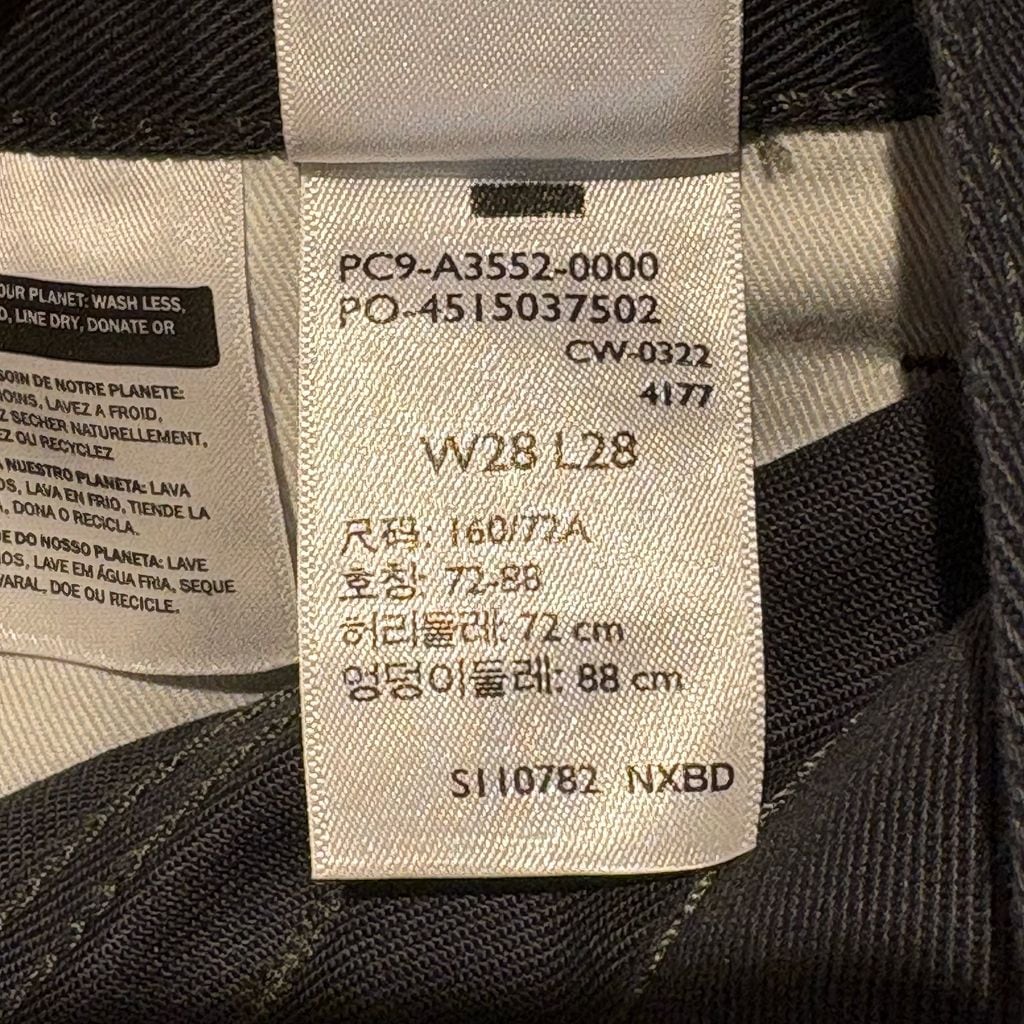 OUR PLANET: WASH LESS,
D, LINE DRY, DONATE OR
SOIN DE NOTRE PLANETE:
MOINS, LAVEZ A FROID,
Z SECHER NATURELLEMENT,
EZ OU RECYCLEZ
A NUESTRO PLANETA: LAVA
OS, LAVA EN FRIO, TIENDE LA
, DONA O RECICLA.
E DO NOSSO PLANETA: LAVE
OS, LAVE EM ÁGUA FRIA, SEQUE
VARAL, DOE OU RECICLE.
PC9-A3552-0000
PO-4515037502
CW-0322
4177
W28 L28
尺码: 160/72A
호칭: 72-88
허리둘레: 72 cm
엉덩이둘레: 88 cm
S110782 NXBD